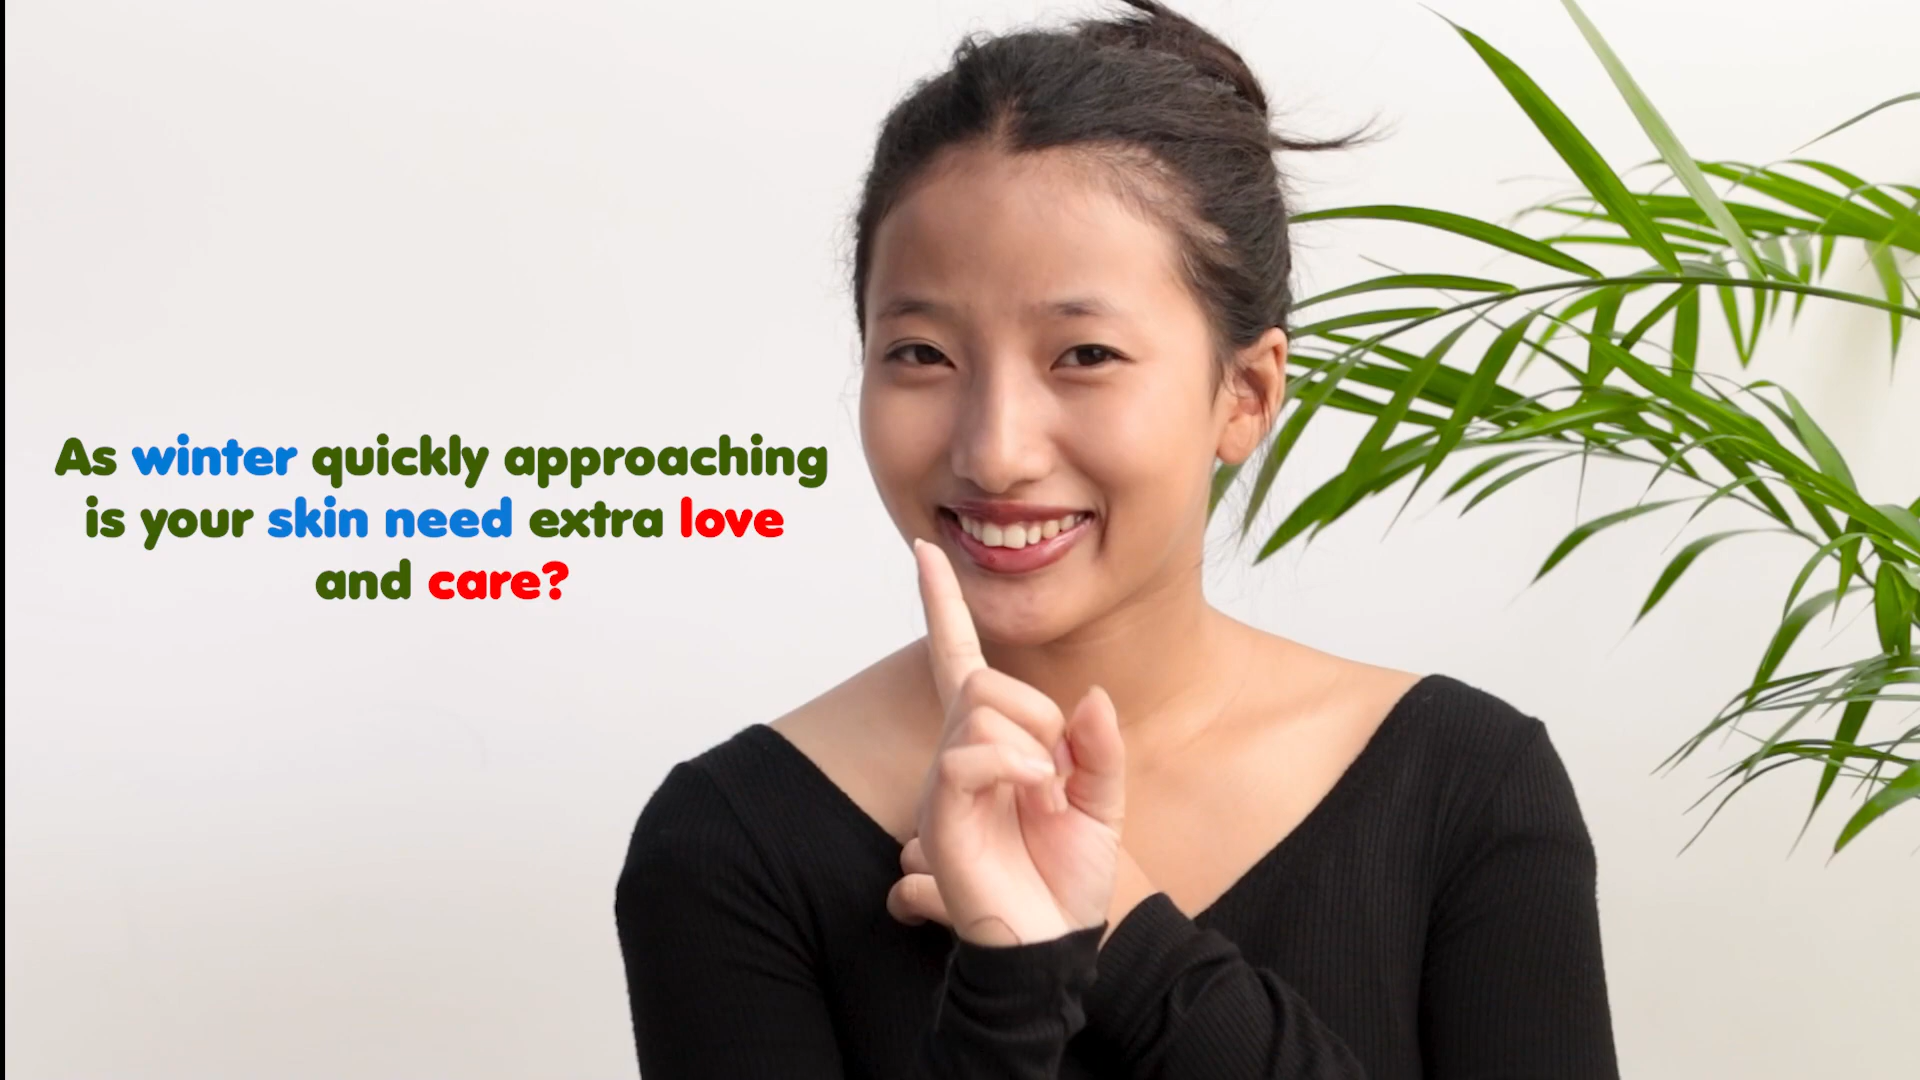 As winter quickly approaching
is your skin need extra love
and care?